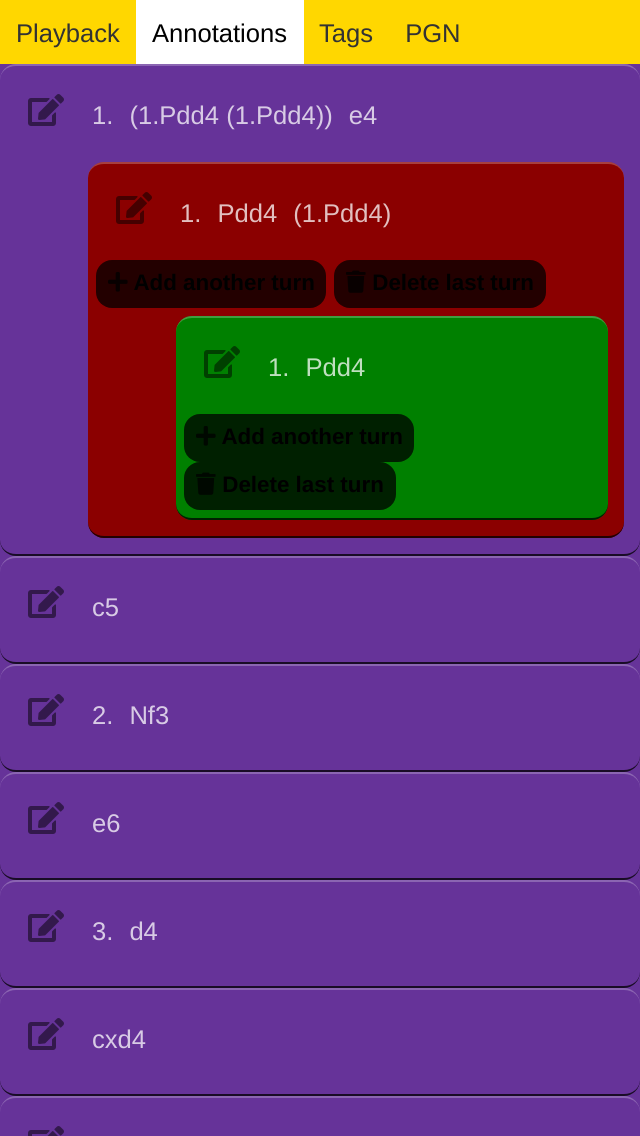 Playback Annotations Tags PGN
1. (1.Pdd4 (1.Pdd4)) e4
1. Pdd4 (1.Pdd4)
Add another turn Delete last turn
1. Pdd4
Add another turn
Delete last turn
c5
2. Nf3
e6
3. d4
cxd4